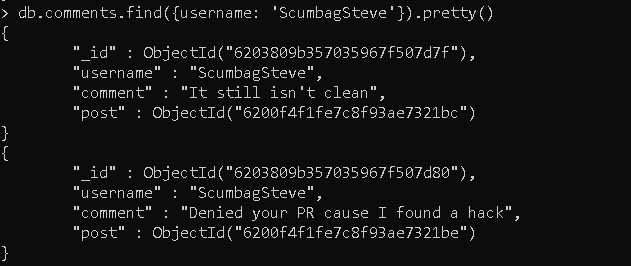 > db.comments.find({username: 'ScumbagSteve'}).pretty()
{
        "_id" : ObjectId("6203809b357035967f507d7f"),
        "username" : "ScumbagSteve",
        "comment" : "It still isn't clean",
        "post" : ObjectId("6200f4f1fe7c8f93ae7321bc")
}
{
        "_id" : ObjectId("6203809b357035967f507d80"),
        "username" : "ScumbagSteve",
        "comment" : "Denied your PR cause I found a hack",
        "post" : ObjectId("6200f4f1fe7c8f93ae7321be")
}